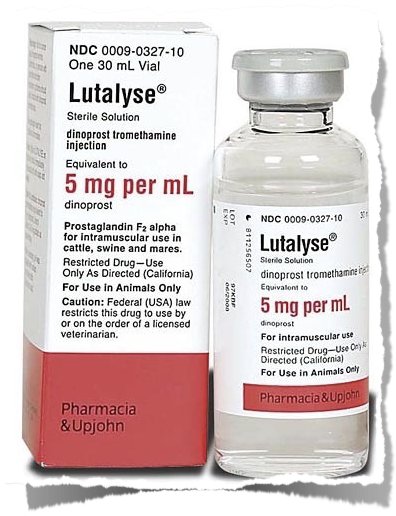 NDC 0009-0327-10
One 30 mL Vial
Lutalyse®
Sterile Solution
dinoprost tromethamine
injection
Equivalent to
5 mg per mL
dinoprost
Prostaglandin F2 alpha
for intramuscular use in
cattle, swine and mares.
Restricted Drug—Use
Only As Directed (California)
For Use in Animals Only
Caution: Federal (USA) law
restricts this drug to use by
or on the order of a licensed
veterinarian.
Pharmacia
&Upjohn
NDC 0009-0327-10 30 m
Lutalyse®
Sterile Solution
dinoprost tromethamine injec
Equivalent to
5 mg per mL
dinoprost
For intramuscular use
Restricted Drug—Use Only As
Directed (California)
For Use in Animals Only
Pharmacia &Upjohn
LOT
EXP
811256507